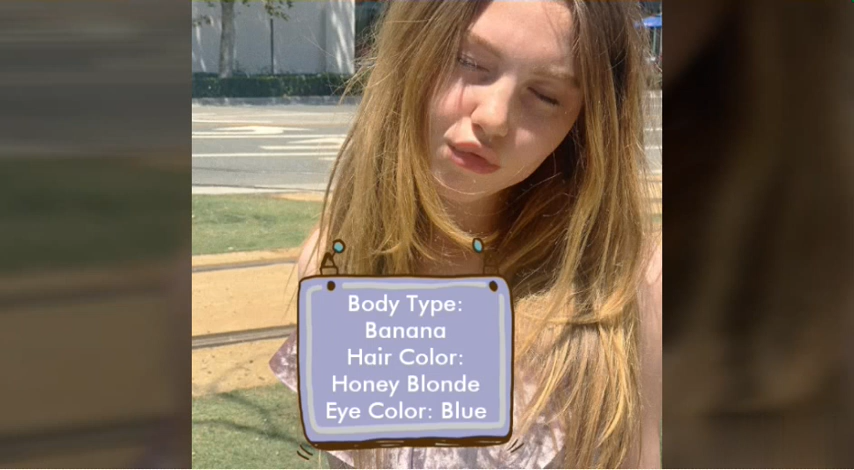 Body Type:
Banana
Hair Color:
Honey Blonde
Eye Color: Blue